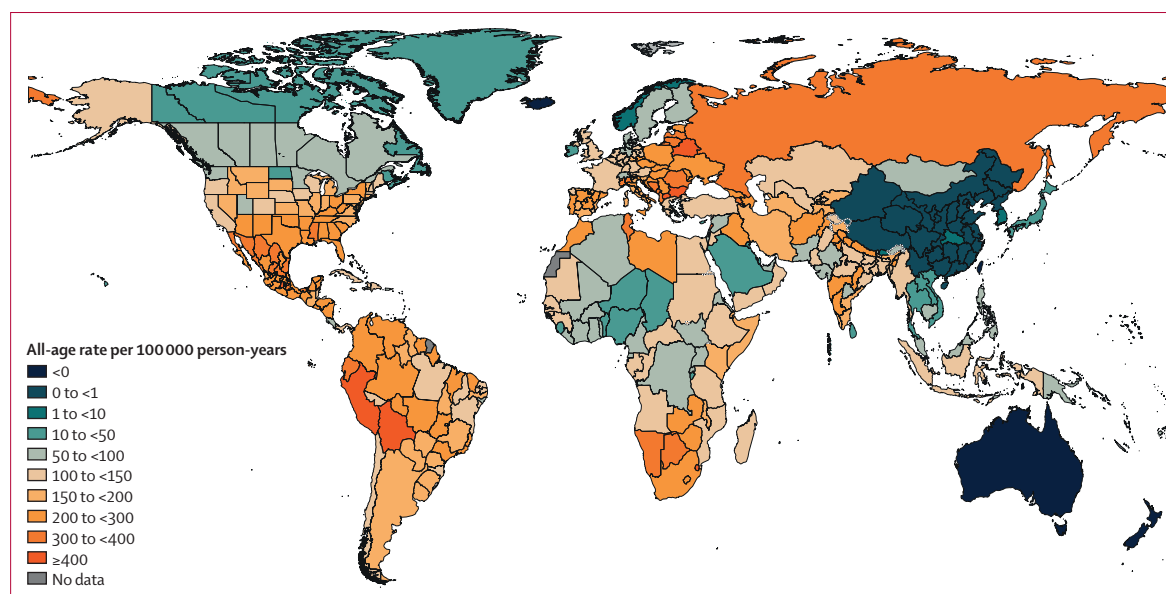 All-age rate per 100 000 person-years
<0
0 to <1
1 to <10
10 to <50
50 to <100
100 to <150
150 to <200
200 to <300
300 to <400
≥400
No data